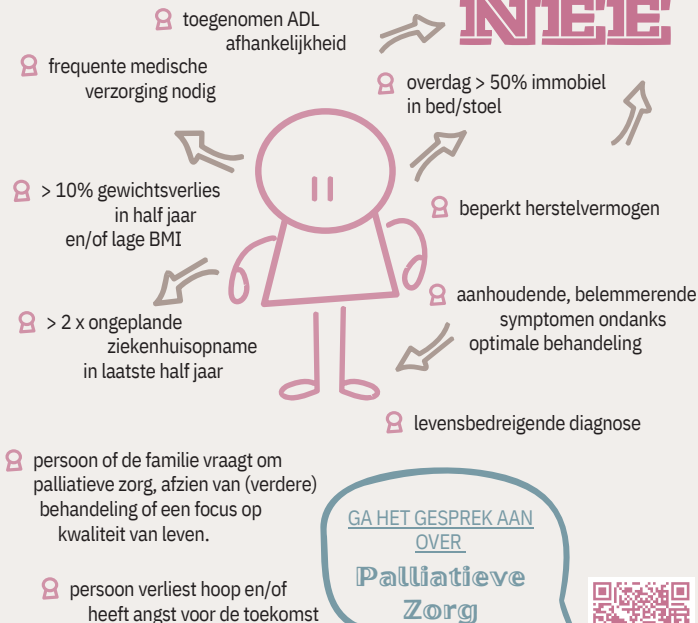 NEE
toegenomen ADL
afhankelijkheid
frequente medische
verzorging nodig
overdag > 50% immobiel
in bed/stoel
> 10% gewichtsverlies
in half jaar
en/of lage BMI
beperkt herstelvermogen
aanhoudende, belemmerende
symptomen ondanks
optimale behandeling
> 2 x ongeplande
ziekenhuisopname
in laatste half jaar
levensbedreigende diagnose
persoon of de familie vraagt om
palliatieve zorg, afzien van (verdere)
behandeling of een focus op
kwaliteit van leven.
GA HET GESPREK AAN
OVER
Palliatieve
Zorg
persoon verliest hoop en/of
heeft angst voor de toekomst